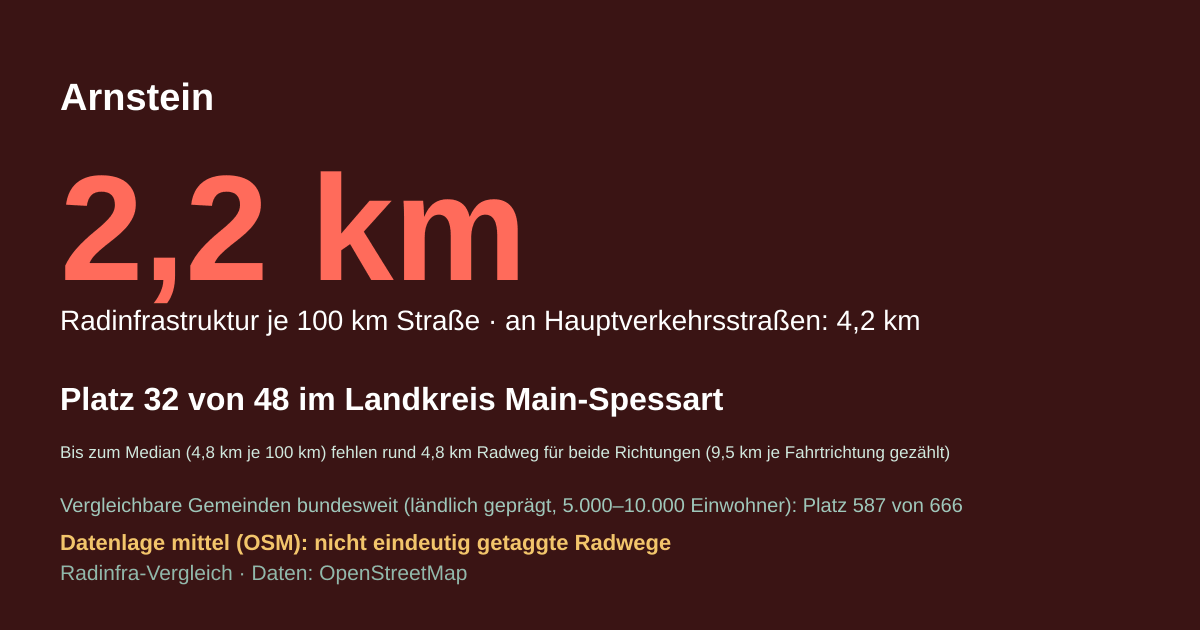 Arnstein
2,2 km
Radinfrastruktur je 100 km Straße · an Hauptverkehrsstraßen: 4,2 km
Platz 32 von 48 im Landkreis Main-Spessart
Bis zum Median (4,8 km je 100 km) fehlen rund 4,8 km Radweg für beide Richtungen (9,5 km je Fahrtrichtung gezählt)
Vergleichbare Gemeinden bundesweit (ländlich geprägt, 5.000–10.000 Einwohner): Platz 587 von 666
Datenlage mittel (OSM): nicht eindeutig getaggte Radwege
Radinfra-Vergleich · Daten: OpenStreetMap